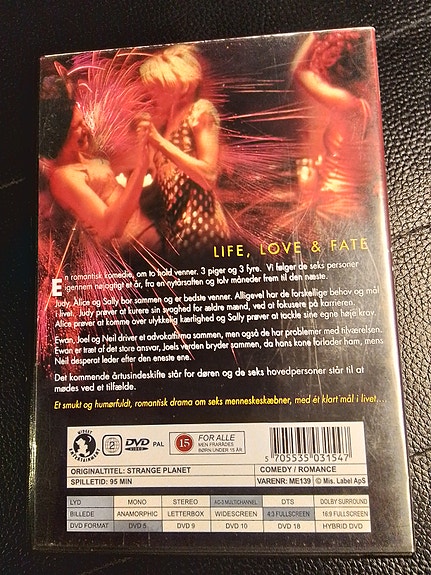 LIFE, LOVE & FATE
En romantisk komedie, om to hold venner. 3 piger og 3 fyre. Vi følger de seks personer
igennem nøjagtigt et år, fra en nytårsaften og tolv måneder frem til den næste.
Judy, Alice og Sally bor sammen og er bedste venner. Alligevel har de forskellige behov og mål
i livet. Judy prøver at kurere sin svaghed for ældre mænd, ved at fokusere på karrieren.
Alice prøver at komme over ulykkelig kærlighed og Sally prøver at tackle sine egne høje krav.
Ewan, Joel og Neil driver et advokatfirma sammen, men også de har problemer med tilværelsen.
Ewan er træt af det store ansvar, Joels verden bryder sammen, da hans kone forlader ham, mens
Neil desperat leder efter den eneste ene.
Det kommende årtusindeskifte står for døren og de seks hovedpersoner står til at
mødes ved et tilfælde.
Et smukt og humørfuldt, romantisk drama om seks menneskeskæbner, med ét klart mål i livet...
2
DVD
VIDEO
PAL
15
FOR ALLE
MEN FRARÅDES
BØRN UNDER 15 ÅR
5 705535 031547
ORIGINALTITEL: STRANGE PLANET
COMEDY / ROMANCE
SPILLETID: 95 MIN
VARENR: ME139 © Mis. Label ApS
LYD MONO STEREO AC-3 MULTICHANNEL DTS DOLBY SURROUND
BILLEDE ANAMORPHIC LETTERBOX WIDESCREEN 4:3 FULLSCREEN 16:9 FULLSCREEN
DVD FORMAT DVD 5 DVD 9 DVD 10 DVD 18 HYBRID DVD